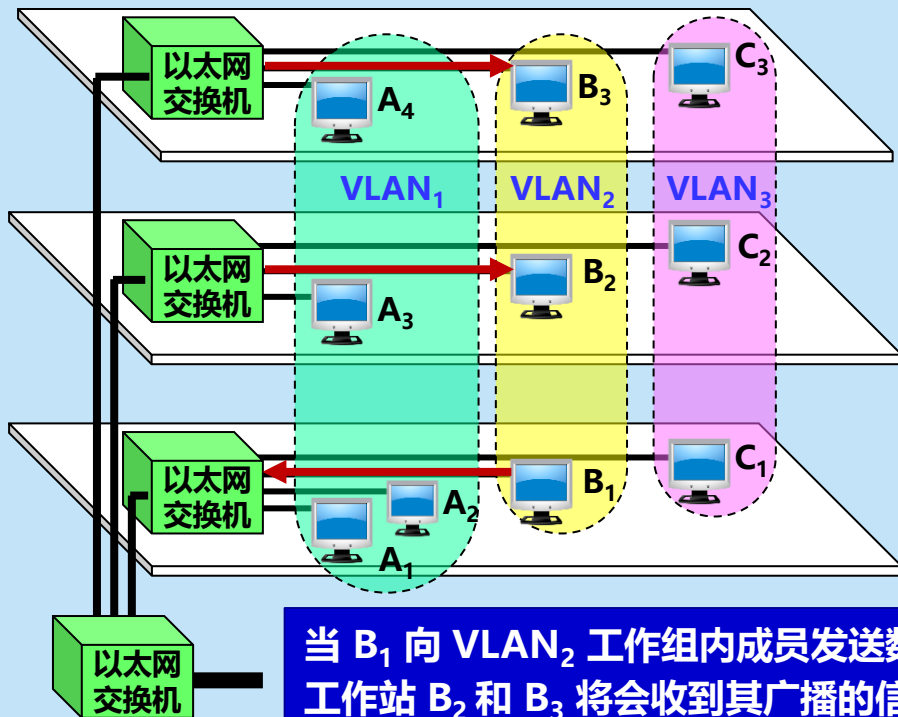 以太网
交换机
A₄
B₃
C₃
VLAN₁
VLAN₂
VLAN₃
以太网
交换机
A₃
B₂
C₂
以太网
交换机
A₁
A₂
B₁
C₁
以太网
交换机
当 B₁ 向 VLAN₂ 工作组内成员发送数
工作站 B₂ 和 B₃ 将会收到其广播的信